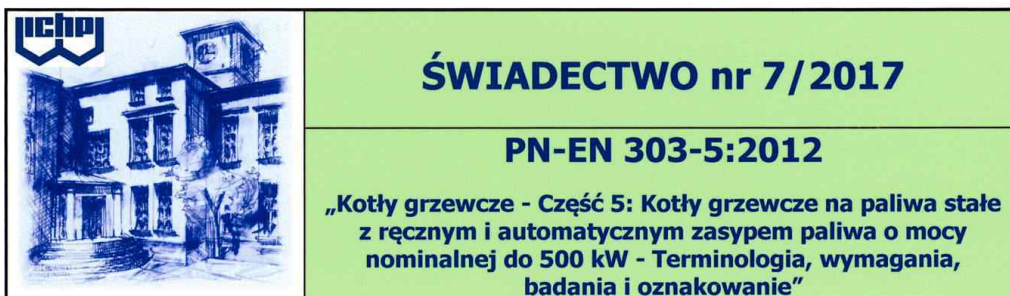 ichpw
ŚWIADECTWO nr 7/2017
PN-EN 303-5:2012
„Kotły grzewcze - Część 5: Kotły grzewcze na paliwa stałe
z ręcznym i automatycznym zasypem paliwa o mocy
nominalnej do 500 kW - Terminologia, wymagania,
badania i oznakowanie”